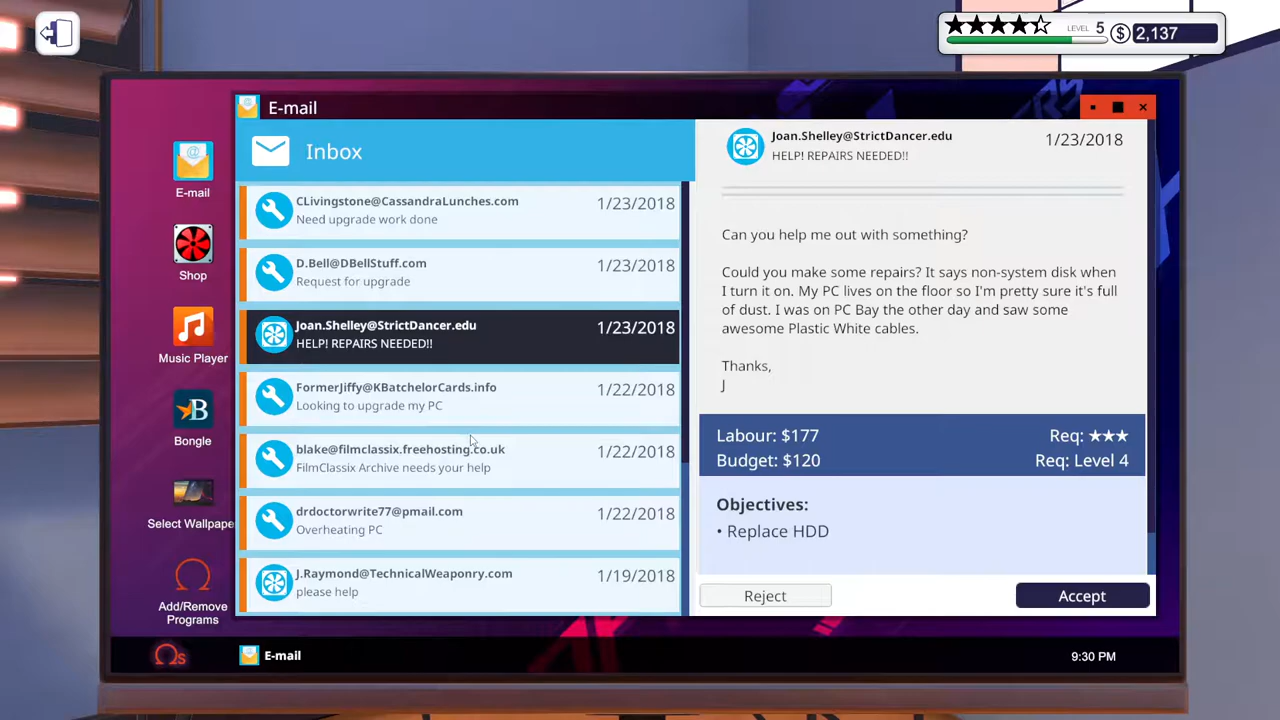 LEVEL 5
$ 2,137
E-mail
Inbox
E-mail
Shop
Music Player
Bongle
Select Wallpape
Add/Remove
Programs
CLivingstone@CassandraLunches.com 1/23/2018
Need upgrade work done
D.Bell@DBellStuff.com 1/23/2018
Request for upgrade
Joan.Shelley@StrictDancer.edu 1/23/2018
HELP! REPAIRS NEEDED!!
FormerJiffy@KBatchelorCards.info 1/22/2018
Looking to upgrade my PC
blake@filmclassix.freehosting.co.uk 1/22/2018
FilmClassix Archive needs your help
drdoctorwrite77@pmail.com 1/22/2018
Overheating PC
J.Raymond@TechnicalWeaponry.com 1/19/2018
please help
Joan.Shelley@StrictDancer.edu 1/23/2018
HELP! REPAIRS NEEDED!!
Can you help me out with something?
Could you make some repairs? It says non-system disk when
I turn it on. My PC lives on the floor so I'm pretty sure it's full
of dust. I was on PC Bay the other day and saw some
awesome Plastic White cables.
Thanks,
J
Labour: $177 Req: ★★★
Budget: $120 Req: Level 4
Objectives:
• Replace HDD
Reject Accept
Ωs E-mail 9:30 PM